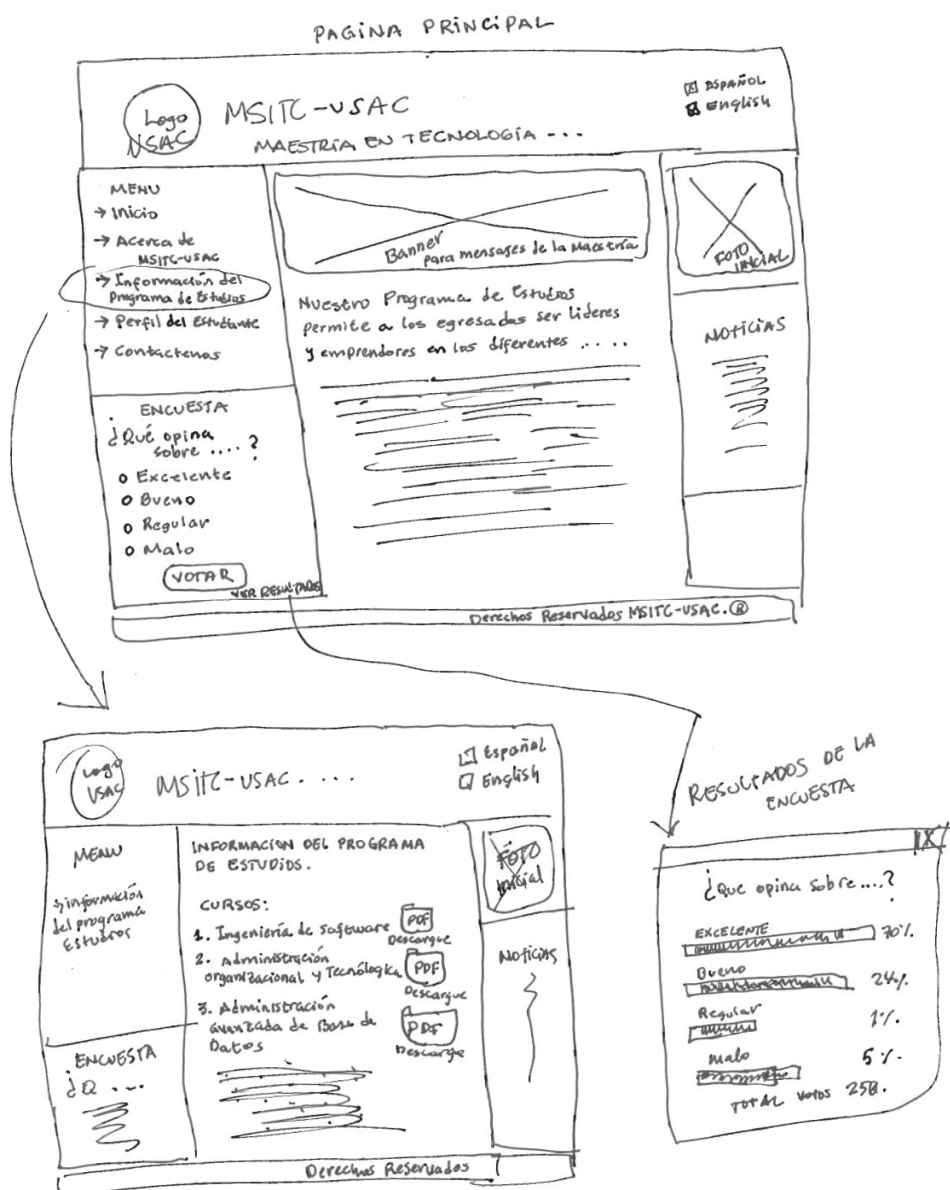 PAGINA PRINCIPAL
Logo
USAC
MSITC-USAC
MAESTRIA EN TECNOLOGÍA - - -
ESPAÑOL
English
MENU
→ Inicio
→ Acerca de
MSITC-USAC
→ Información del
Programa de Estudios
→ Perfil del Estudiante
→ Contactenos
Banner
para mensajes de la Maestría
Nuestro Programa de Estudios
permite a los egresados ser lideres
y emprendores en los diferentes . . . .
FOTO
INICIAL
NOTICIAS
ENCUESTA
¿Qué opina
sobre .... ?
Excelente
Bueno
Regular
Malo
VOTAR
VER RESULTADOS
Derechos Reservados MSITC-USAC. ®
Logo
USAC
MSITC-USAC. . . .
Español
English
MENU
información
del programa
Estudios
INFORMACION DEL PROGRAMA
DE ESTUDIOS.
CURSOS:
1. Ingeniería de Software
PDF
Descargue
2. Administración
organizacional y Tecnólogica
PDF
Descargue
3. Administración
avanzada de Base de
Datos
PDF
Descargue
FOTO
inicial
NOTICIAS
ENCUESTA
¿Q ...
Derechos Reservados
RESULTADOS DE LA
ENCUESTA
X
¿Que opina sobre....?
EXCELENTE
70%.
Bueno
24%.
Regular
1%.
malo
5%.
TOTAL votos 250.